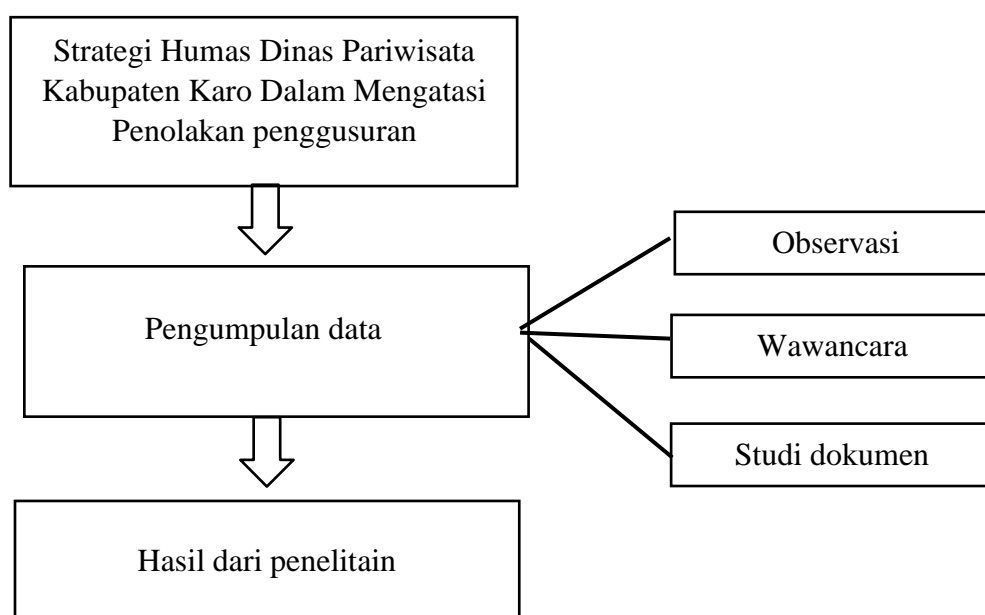 Strategi Humas Dinas Pariwisata
Kabupaten Karo Dalam Mengatasi
Penolakan penggusuran
Observasi
Pengumpulan data
Wawancara
Studi dokumen
Hasil dari penelitain